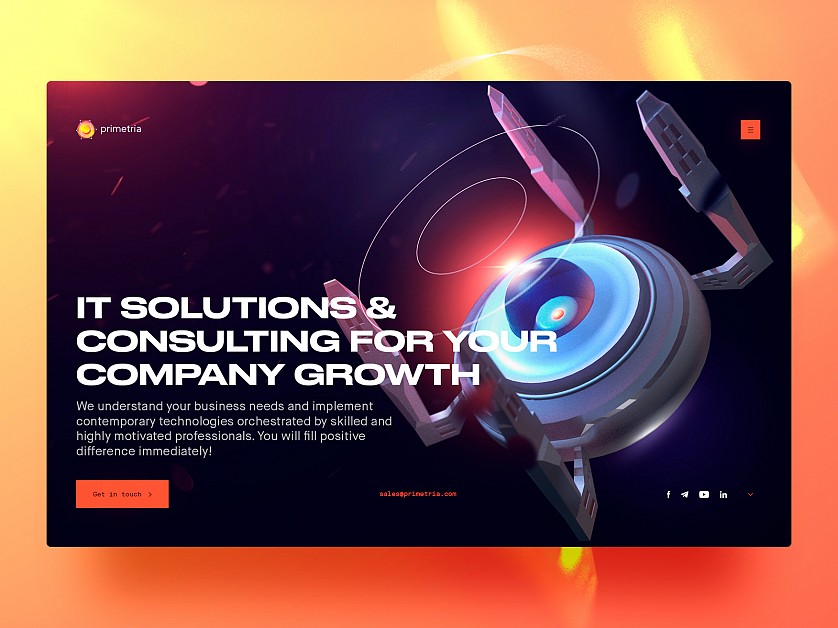 primetria
IT SOLUTIONS &
CONSULTING FOR YOUR
COMPANY GROWTH
We understand your business needs and implement
contemporary technologies orchestrated by skilled and
highly motivated professionals. You will fill positive
difference immediately!
Get in touch
sales@primetria.com